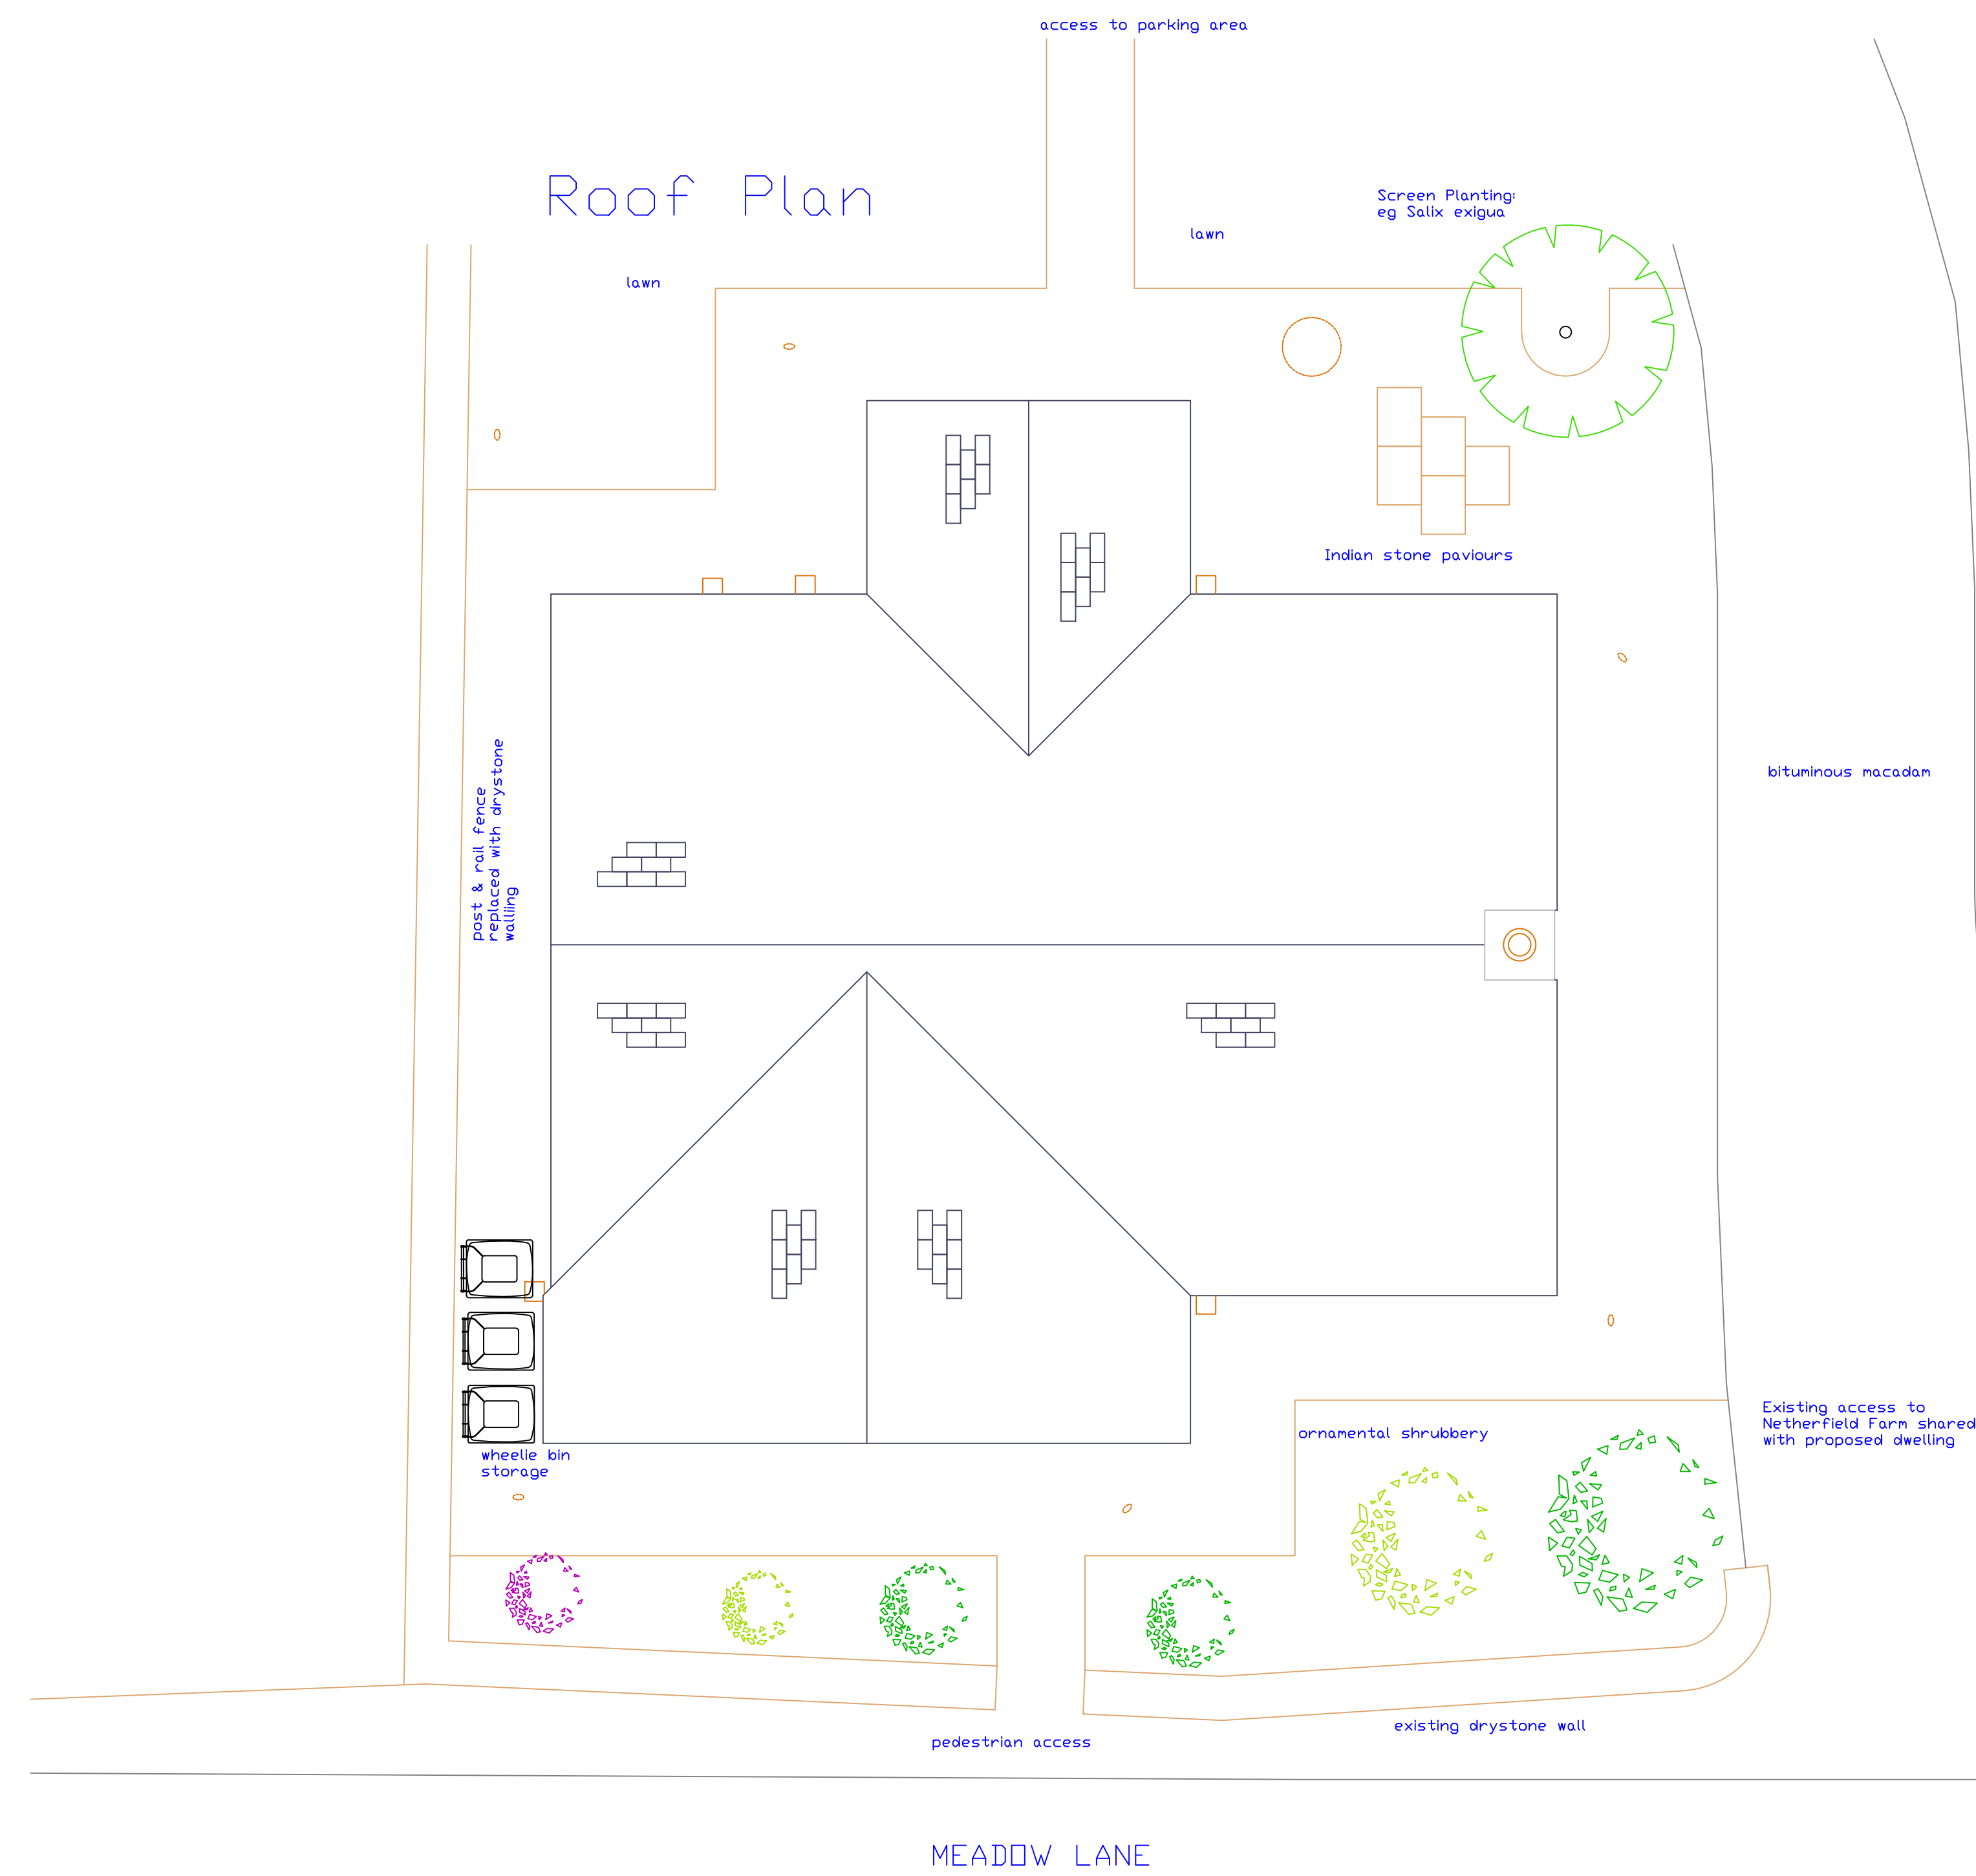 access to parking area
Roof Plan
Screen Planting:
eg Salix exigua
lawn
lawn
Indian stone paviours
bituminous macadam
post & rail fence
replaced with drystone
walliing
Existing access to
Netherfield Farm shared
with proposed dwelling
ornamental shrubbery
wheelie bin
storage
existing drystone wall
pedestrian access
MEADOW LANE